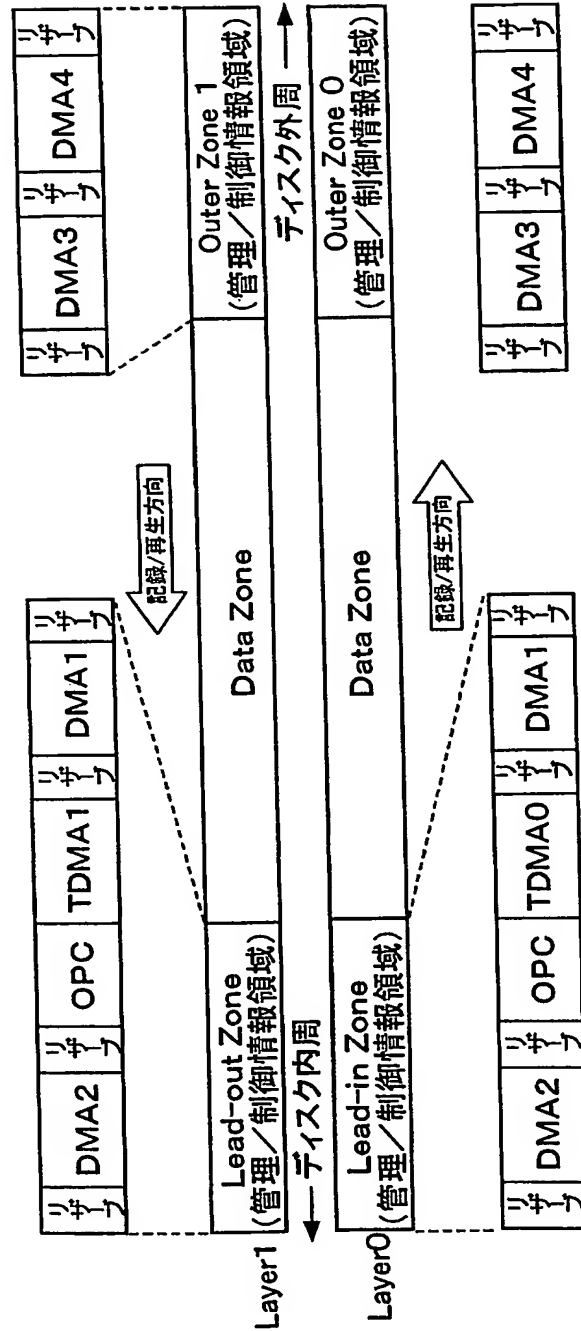 リザーブ
DMA2
リザーブ
OPC
TDMA1
リザーブ
DMA1
リザーブ
リザーブ
DMA3
リザーブ
DMA4
リザーブ
記録/再生方向
Layer1
Lead-out Zone
(管理/制御情報領域)
Data Zone
Outer Zone 1
(管理/制御情報領域)
ディスク内周
ディスク外周
Layer0
Lead-in Zone
(管理/制御情報領域)
Data Zone
Outer Zone 0
(管理/制御情報領域)
記録/再生方向
リザーブ
DMA2
リザーブ
OPC
TDMA0
リザーブ
DMA1
リザーブ
リザーブ
DMA3
リザーブ
DMA4
リザーブ